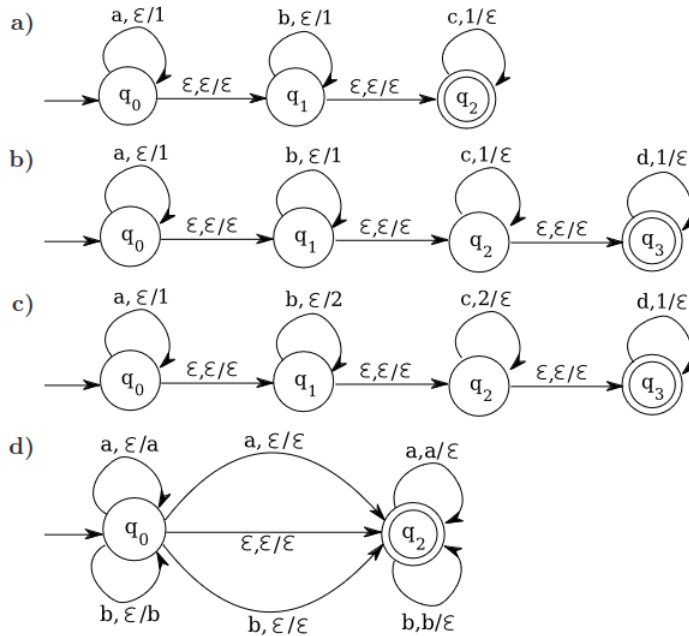 a)
a, ε/1 b, ε/1 c,1/ε
q0 ε,ε/ε q1 ε,ε/ε q2
b)
a, ε/1 b, ε/1 c,1/ε d,1/ε
q0 ε,ε/ε q1 ε,ε/ε q2 ε,ε/ε q3
c)
a, ε/1 b, ε/2 c,2/ε d,1/ε
q0 ε,ε/ε q1 ε,ε/ε q2 ε,ε/ε q3
d)
a, ε/a a, ε/ε a,a/ε
q0 ε,ε/ε q2
b, ε/b b, ε/ε b,b/ε